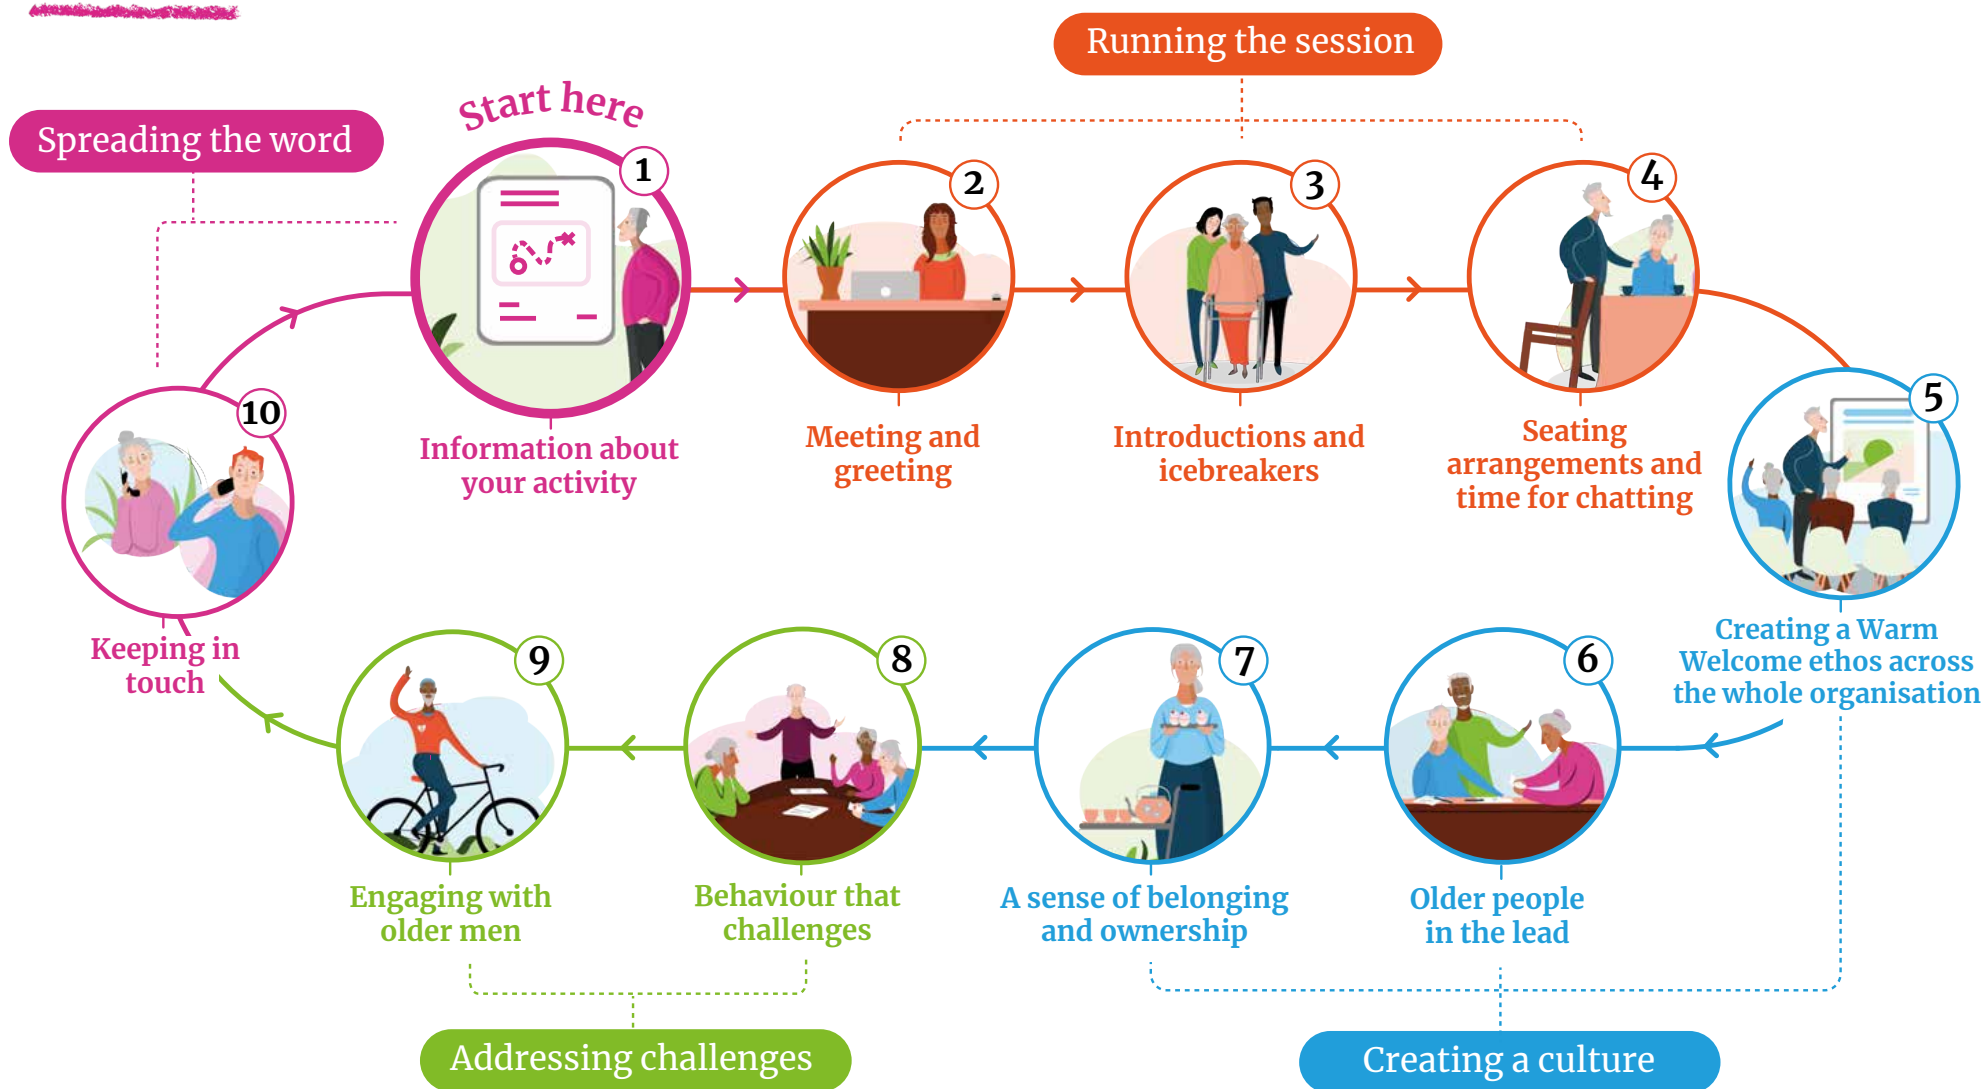 Running the session
Spreading the word
Start here
1
2
3
4
Information about
your activity
Meeting and
greeting
Introductions and
icebreakers
Seating
arrangements and
time for chatting
5
Creating a Warm
Welcome ethos across
the whole organisation
6
Older people
in the lead
7
A sense of belonging
and ownership
8
Behaviour that
challenges
9
Engaging with
older men
10
Keeping in
touch
Addressing challenges
Creating a culture